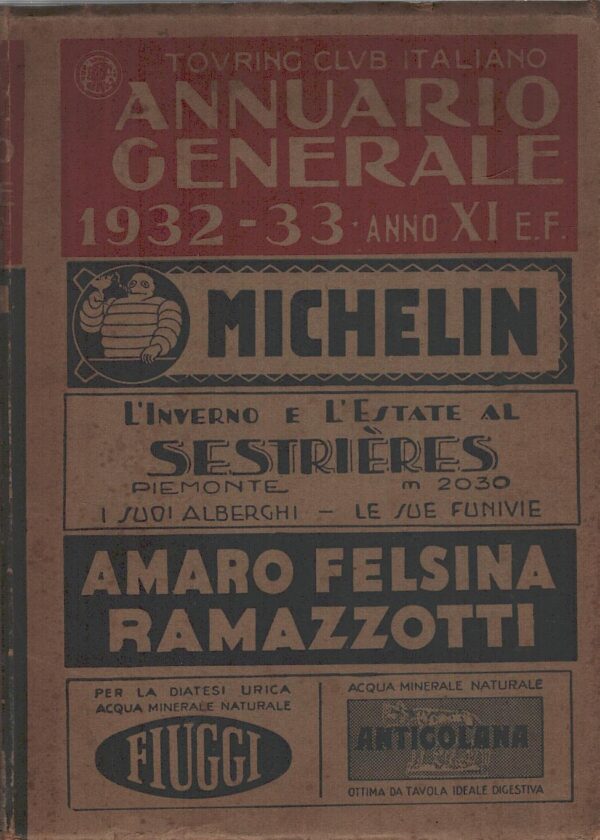 TOVRING CLVB ITALIANO
ANNUARIO
GENERALE
1932-33·ANNO XI E.F.
MICHELIN
L'INVERNO E L'ESTATE AL
SESTRIÈRES
PIEMONTE m 2030
I SUOI ALBERGHI - LE SUE FUNIVIE
AMARO FELSINA
RAMAZZOTTI
PER LA DIATESI URICA
ACQUA MINERALE NATURALE
FIUGGI
ACQUA MINERALE NATURALE
ANTICOLANA
OTTIMA DA TAVOLA IDEALE DIGESTIVA